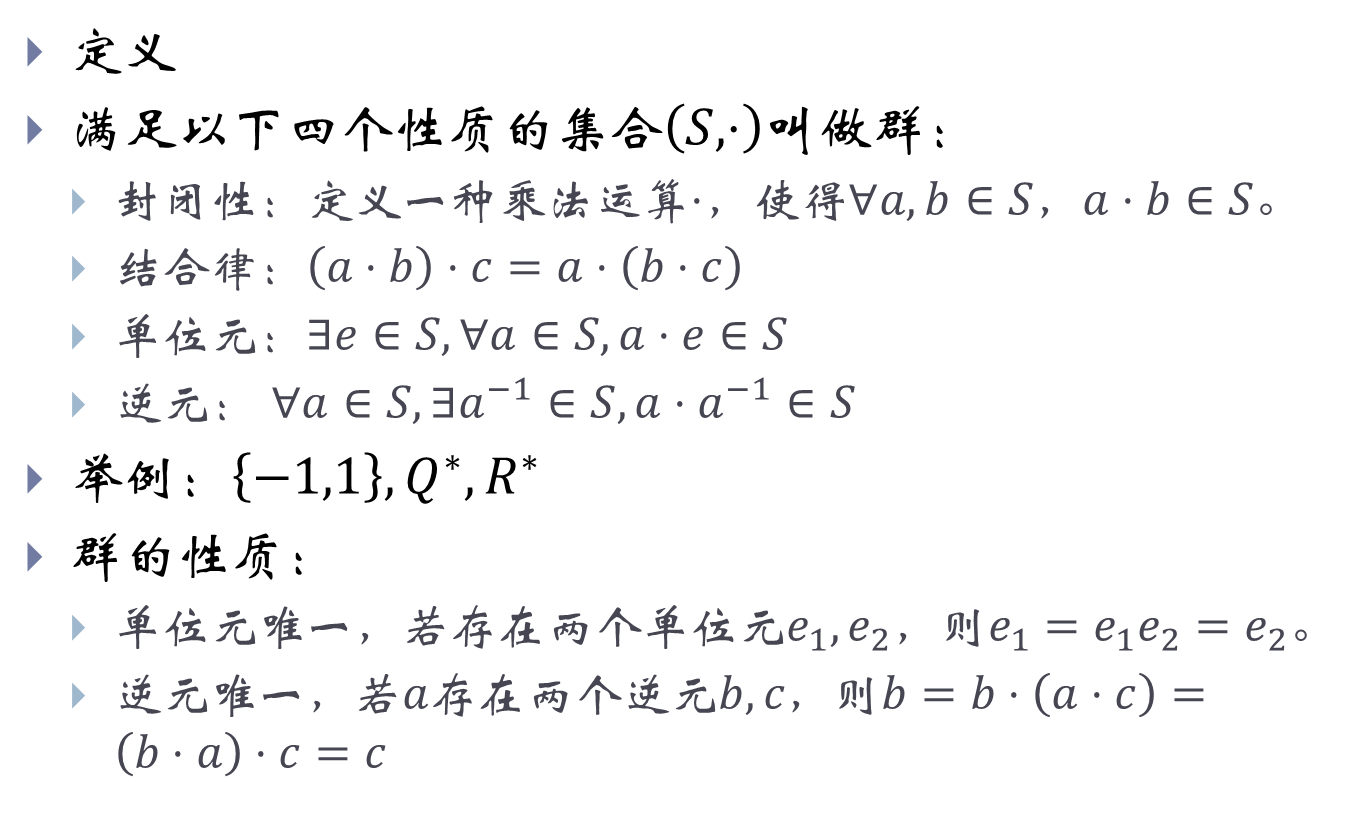 定义
满足以下四个性质的集合(S,·)叫做群：
封闭性：定义一种乘法运算·，使得∀a,b ∈ S，a · b ∈ S。
结合律：(a · b) · c = a · (b · c)
单位元：∃e ∈ S,∀a ∈ S,a · e ∈ S
逆元： ∀a ∈ S,∃a⁻¹ ∈ S,a · a⁻¹ ∈ S
举例：{−1,1},Q*,R*
群的性质：
单位元唯一，若存在两个单位元e₁,e₂，则e₁ = e₁e₂ = e₂。
逆元唯一，若a存在两个逆元b,c，则b = b · (a · c) =
(b · a) · c = c